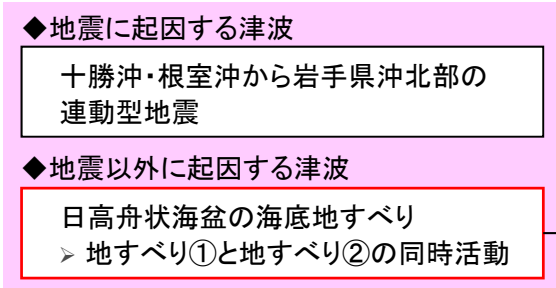 ◆地震に起因する津波
十勝沖・根室沖から岩手県沖北部の
連動型地震
◆地震以外に起因する津波
日高舟状海盆の海底地すべり
➢ 地すべり①と地すべり②の同時活動